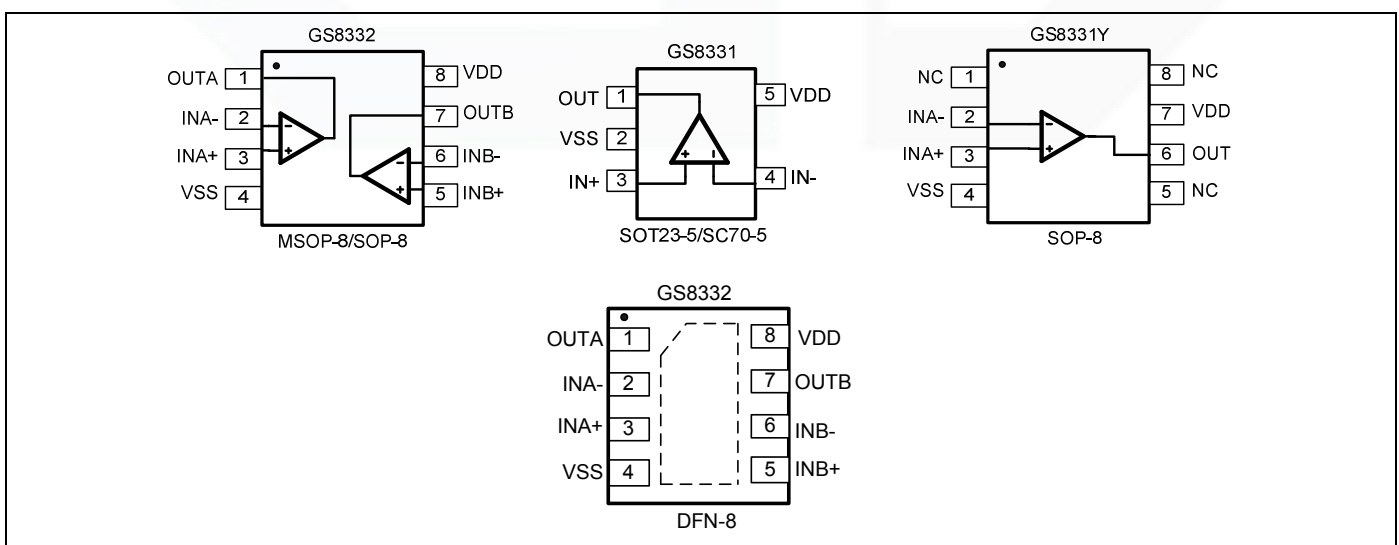 GS8332
OUTA 1
INA- 2
INA+ 3
VSS 4
8 VDD
7 OUTB
6 INB-
5 INB+
- +
- +
MSOP-8/SOP-8
GS8331
OUT 1
VSS 2
IN+ 3
5 VDD
4 IN-
+ -
SOT23-5/SC70-5
GS8331Y
NC 1
INA- 2
INA+ 3
VSS 4
8 NC
7 VDD
6 OUT
5 NC
- +
SOP-8
GS8332
OUTA 1
INA- 2
INA+ 3
VSS 4
8 VDD
7 OUTB
6 INB-
5 INB+
DFN-8